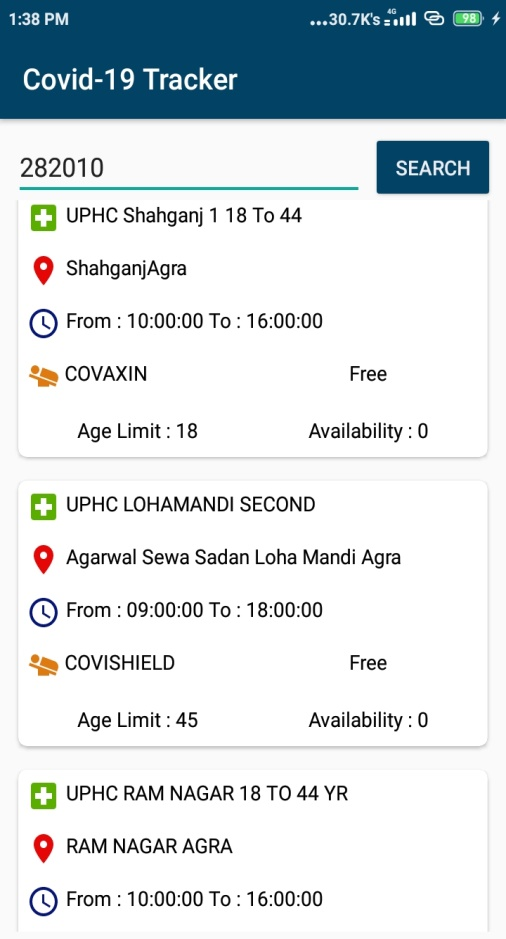 1:38 PM
...30.7K's 4G 98
Covid-19 Tracker
282010
SEARCH
UPHC Shahganj 1 18 To 44
ShahganjAgra
From : 10:00:00 To : 16:00:00
COVAXIN Free
Age Limit : 18 Availability : 0
UPHC LOHAMANDI SECOND
Agarwal Sewa Sadan Loha Mandi Agra
From : 09:00:00 To : 18:00:00
COVISHIELD Free
Age Limit : 45 Availability : 0
UPHC RAM NAGAR 18 TO 44 YR
RAM NAGAR AGRA
From : 10:00:00 To : 16:00:00